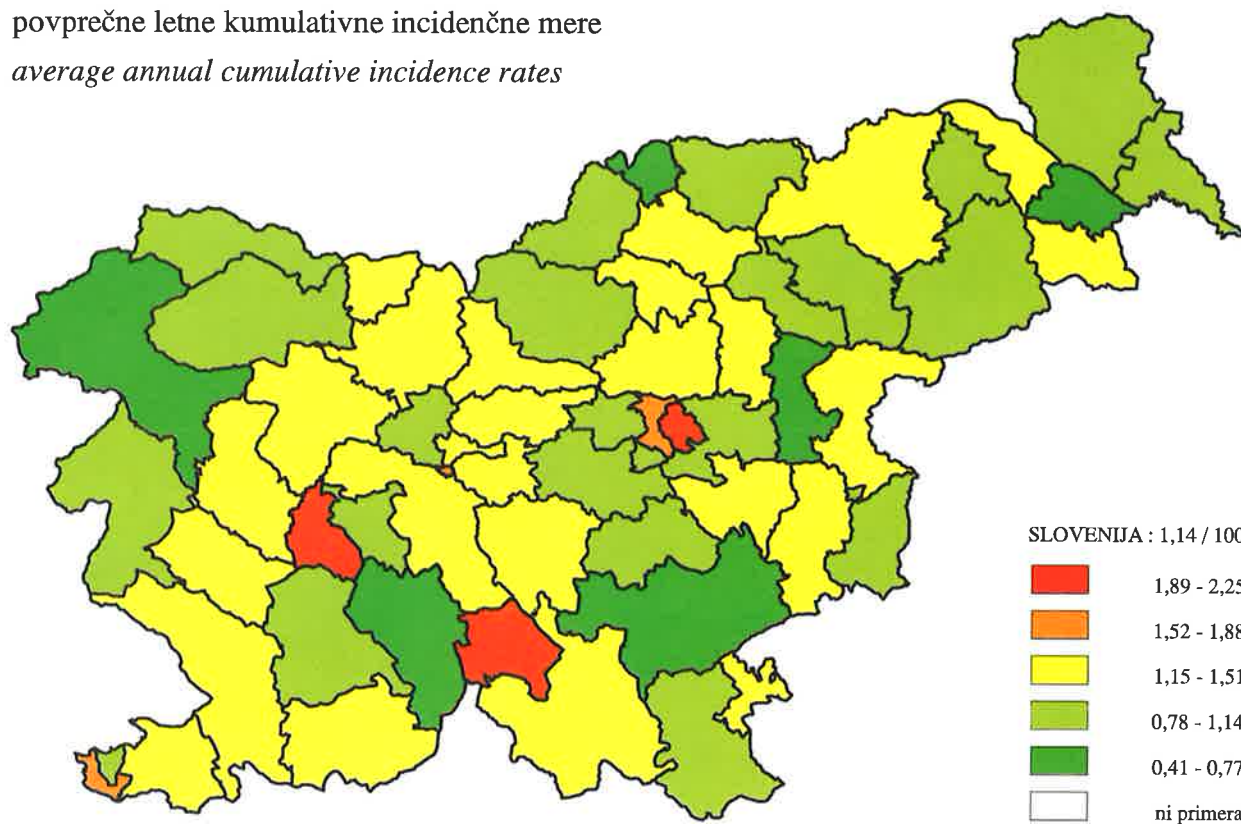 povprečne letne kumulativne incidenčne mere
average annual cumulative incidence rates
SLOVENIJA : 1,14 / 100
1,89 - 2,25
1,52 - 1,88
1,15 - 1,51
0,78 - 1,14
0,41 - 0,77
ni primera